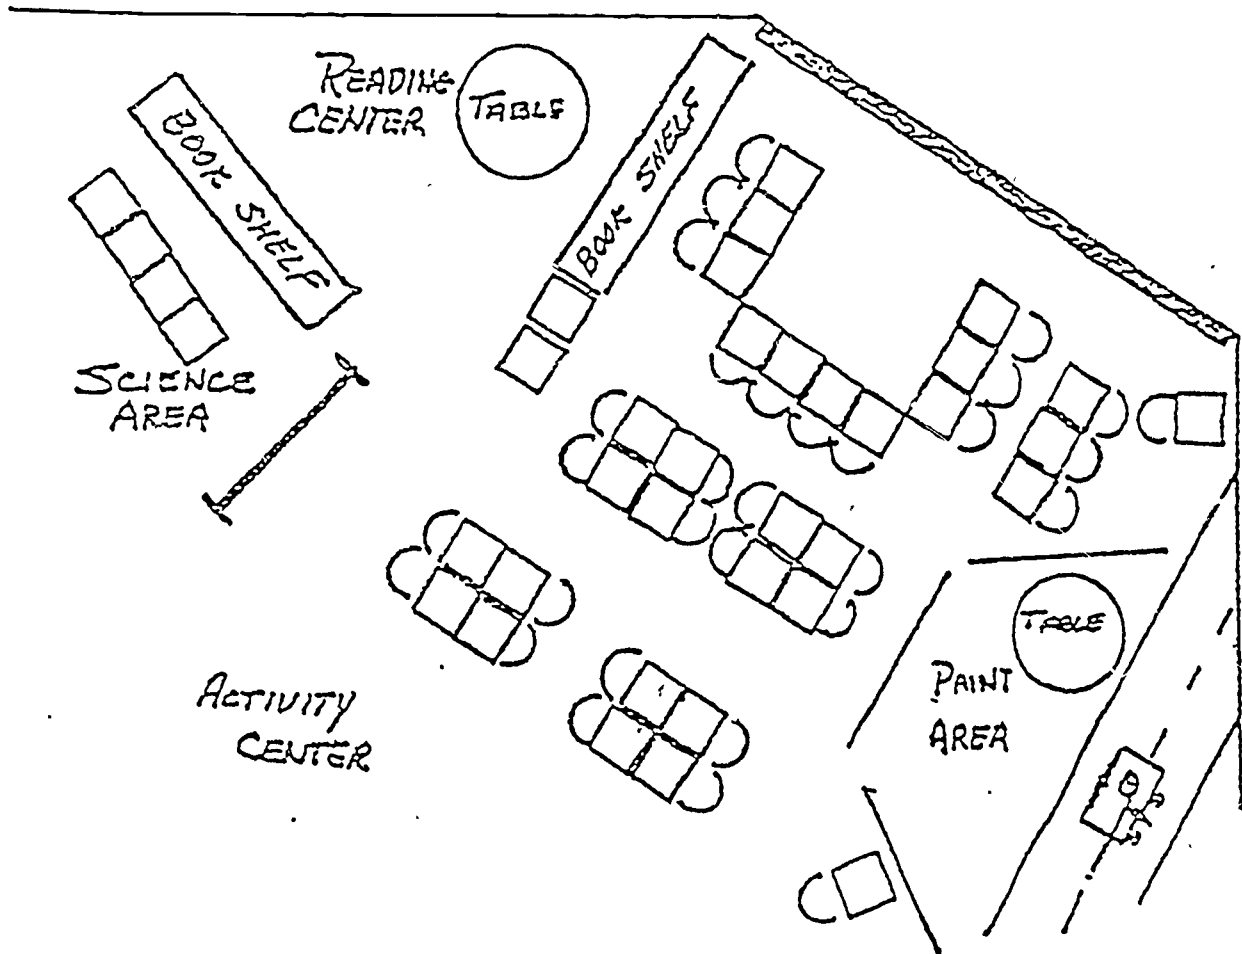 READING
CENTER
TABLE
BOOK SHELF
BOOK SHELF
SCIENCE
AREA
TABLE
PAINT
AREA
ACTIVITY
CENTER